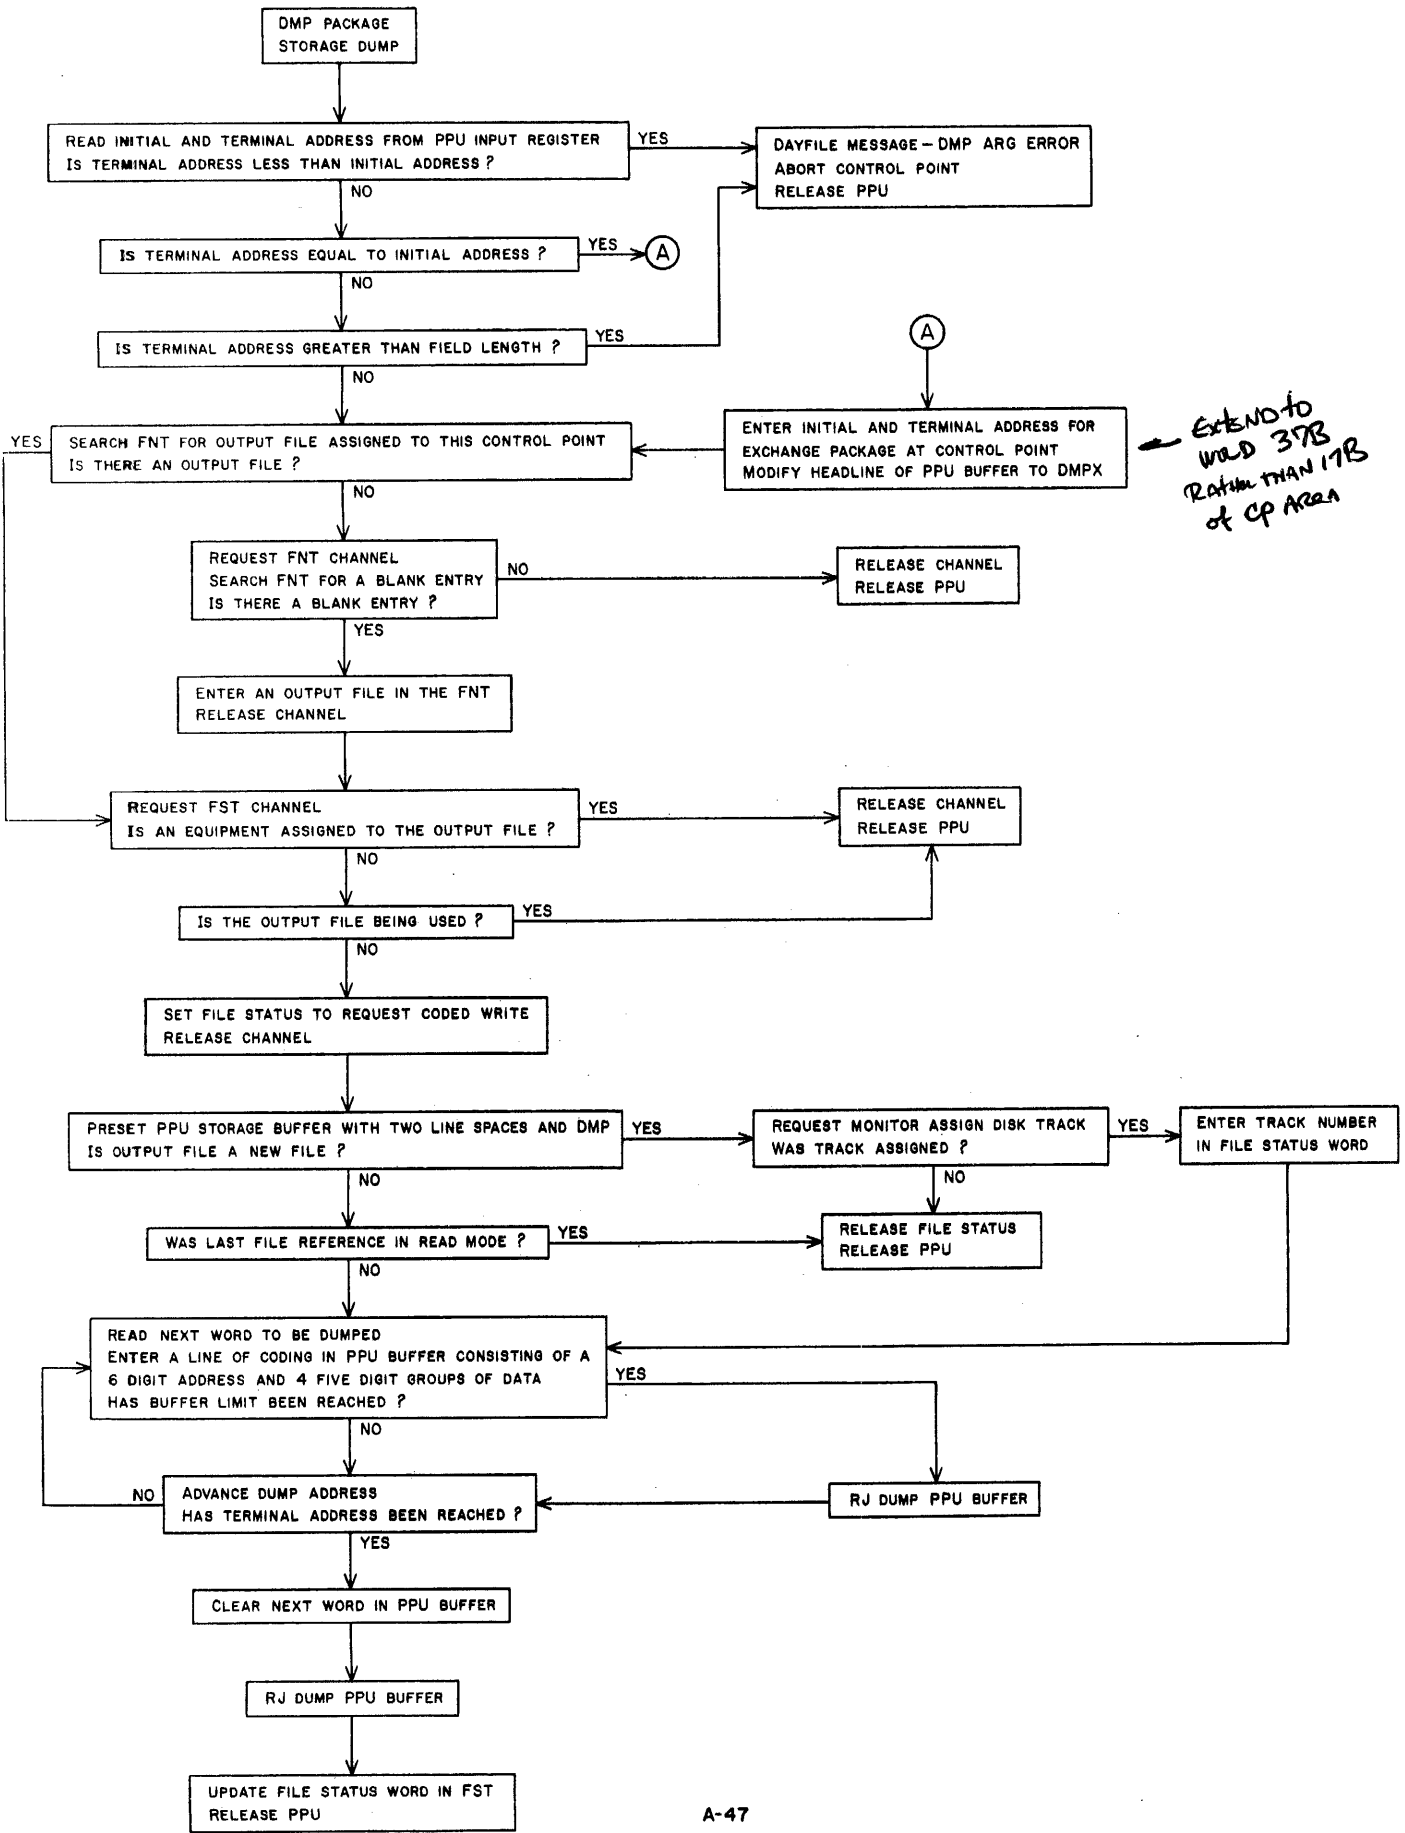 DMP PACKAGE
STORAGE DUMP
READ INITIAL AND TERMINAL ADDRESS FROM PPU INPUT REGISTER
IS TERMINAL ADDRESS LESS THAN INITIAL ADDRESS ?
YES
DAYFILE MESSAGE – DMP ARG ERROR
ABORT CONTROL POINT
RELEASE PPU
NO
IS TERMINAL ADDRESS EQUAL TO INITIAL ADDRESS ?
YES
A
NO
IS TERMINAL ADDRESS GREATER THAN FIELD LENGTH ?
YES
A
NO
ENTER INITIAL AND TERMINAL ADDRESS FOR
EXCHANGE PACKAGE AT CONTROL POINT
MODIFY HEADLINE OF PPU BUFFER TO DMPX
EXtEND to
WORD 37B
RATHER THAN 17B
of CP AREA
YES
SEARCH FNT FOR OUTPUT FILE ASSIGNED TO THIS CONTROL POINT
IS THERE AN OUTPUT FILE ?
NO
REQUEST FNT CHANNEL
SEARCH FNT FOR A BLANK ENTRY
IS THERE A BLANK ENTRY ?
NO
RELEASE CHANNEL
RELEASE PPU
YES
ENTER AN OUTPUT FILE IN THE FNT
RELEASE CHANNEL
REQUEST FST CHANNEL
IS AN EQUIPMENT ASSIGNED TO THE OUTPUT FILE ?
YES
RELEASE CHANNEL
RELEASE PPU
NO
IS THE OUTPUT FILE BEING USED ?
YES
NO
SET FILE STATUS TO REQUEST CODED WRITE
RELEASE CHANNEL
PRESET PPU STORAGE BUFFER WITH TWO LINE SPACES AND DMP
IS OUTPUT FILE A NEW FILE ?
YES
REQUEST MONITOR ASSIGN DISK TRACK
WAS TRACK ASSIGNED ?
YES
ENTER TRACK NUMBER
IN FILE STATUS WORD
NO
NO
WAS LAST FILE REFERENCE IN READ MODE ?
YES
RELEASE FILE STATUS
RELEASE PPU
NO
READ NEXT WORD TO BE DUMPED
ENTER A LINE OF CODING IN PPU BUFFER CONSISTING OF A
6 DIGIT ADDRESS AND 4 FIVE DIGIT GROUPS OF DATA
HAS BUFFER LIMIT BEEN REACHED ?
YES
NO
NO
ADVANCE DUMP ADDRESS
HAS TERMINAL ADDRESS BEEN REACHED ?
RJ DUMP PPU BUFFER
YES
CLEAR NEXT WORD IN PPU BUFFER
RJ DUMP PPU BUFFER
UPDATE FILE STATUS WORD IN FST
RELEASE PPU
A-47